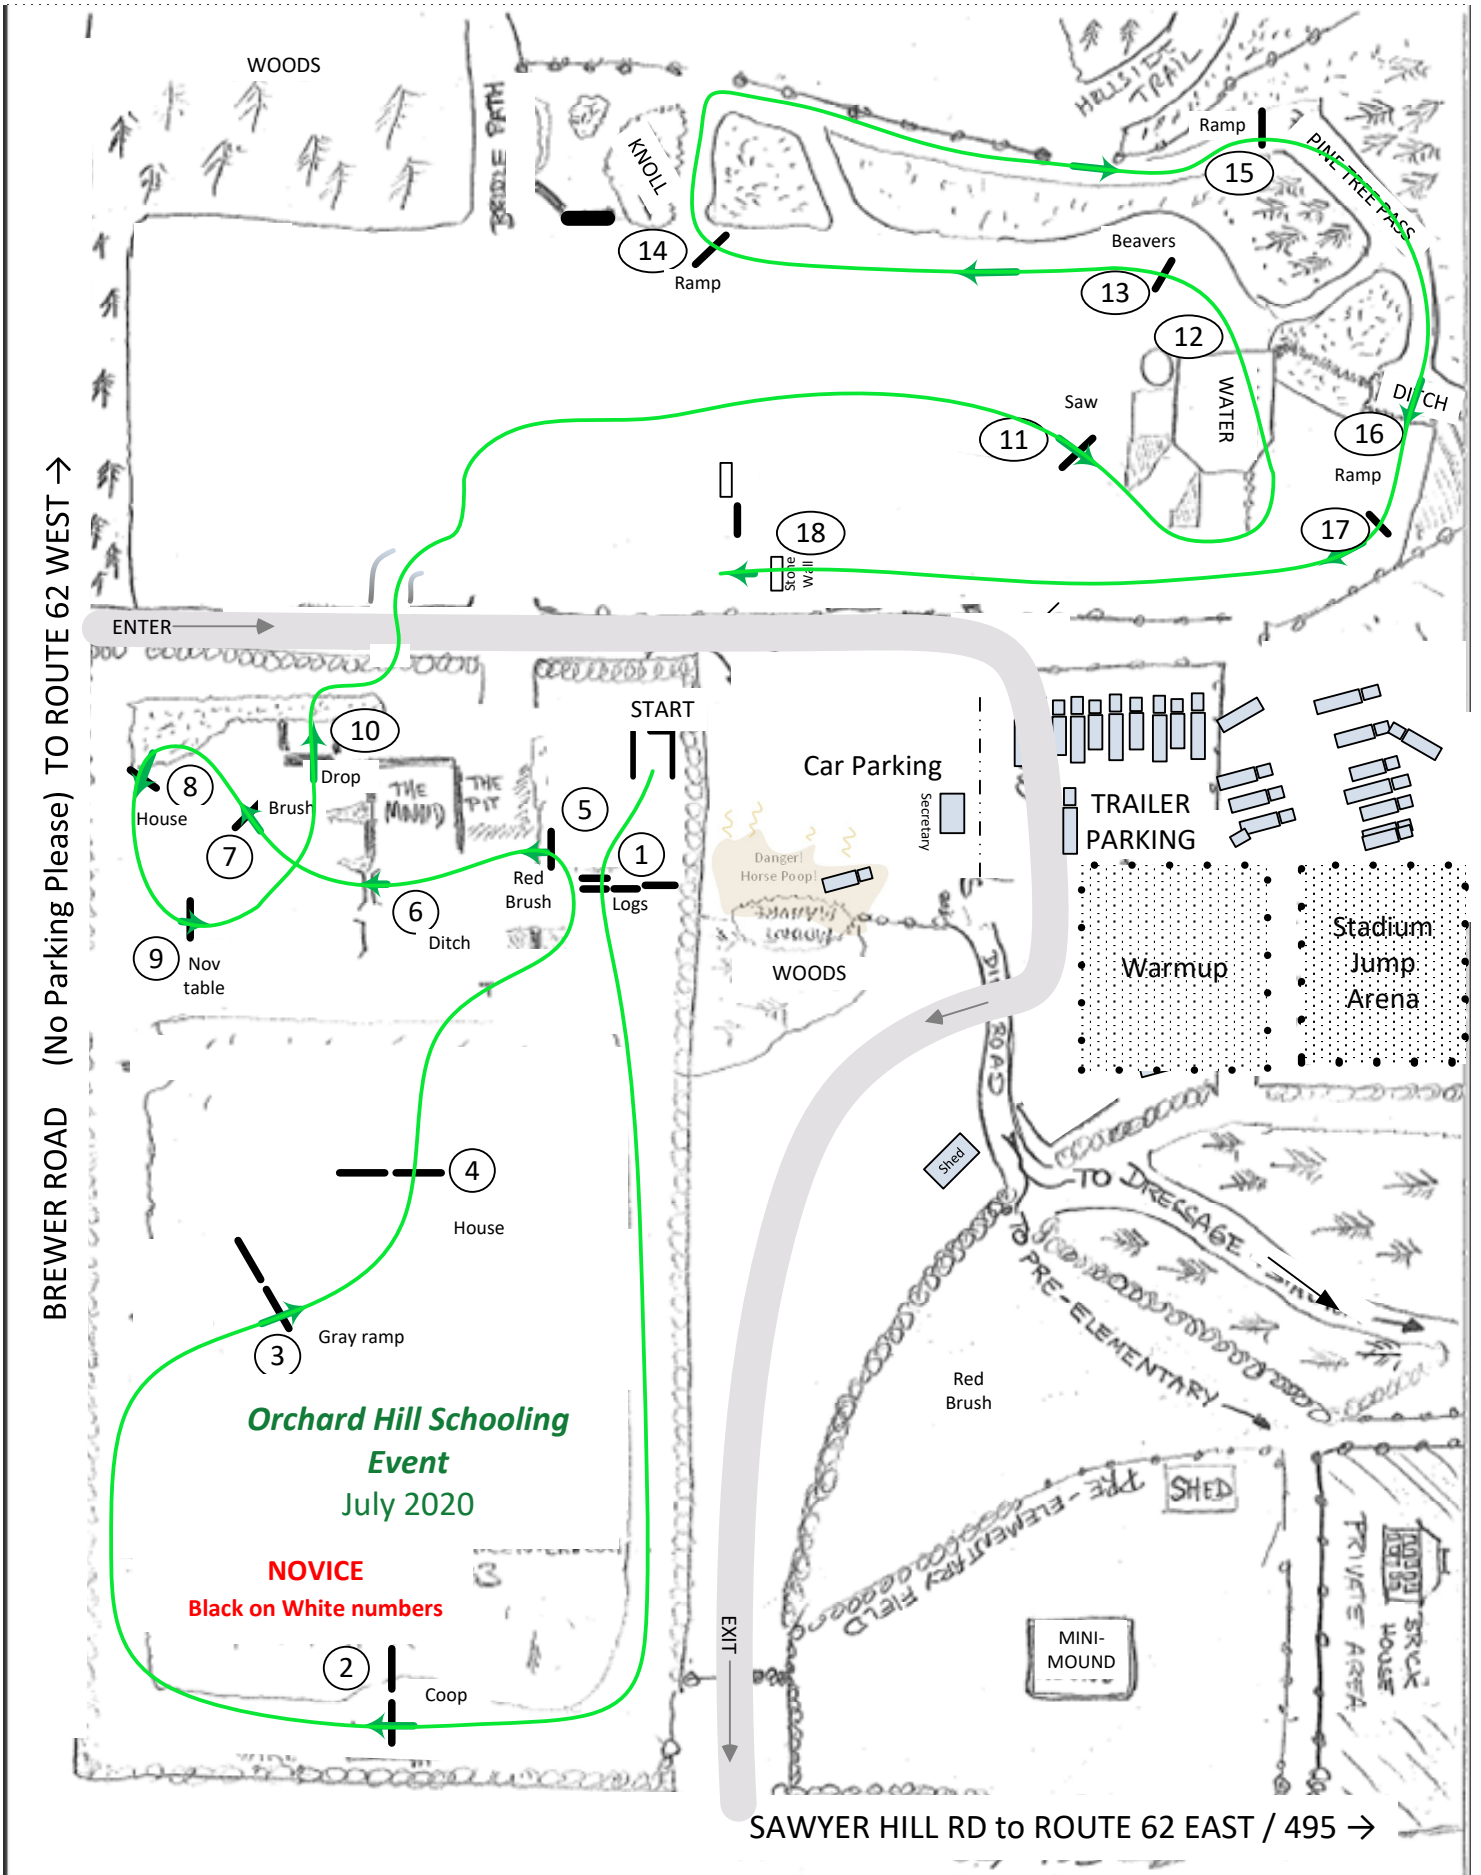 WOODS
BRIDLE PATH
KNOLL
HILLSIDE
TRAIL
Ramp
15
PINE TREE PASS
14
Ramp
Beavers
13
12
WATER
Saw
11
DITCH
16
Ramp
17
18
Stone
Wall
BREWER ROAD (No Parking Please) TO ROUTE 62 WEST →
ENTER
START
10
Drop
8
House
Brush
7
THE
MOUND
THE
PIT
5
1
Red
Brush
Logs
6
Ditch
9
Nov
table
Car Parking
Secretary
TRAILER
PARKING
Danger!
Horse Poop!
MANURE
WOODS
Warmup
Stadium
Jump
Arena
ROAD
4
House
Shed
TO DRESSAGE
TO PRE-ELEMENTARY
3
Gray ramp
Red
Brush
Orchard Hill Schooling
Event
July 2020
NOVICE
Black on White numbers
2
Coop
PRE-ELEMENTARY
FIELD
SHED
MINI-
MOUND
PRIVATE AREA
BRICK
HOUSE
EXIT
SAWYER HILL RD to ROUTE 62 EAST / 495 →